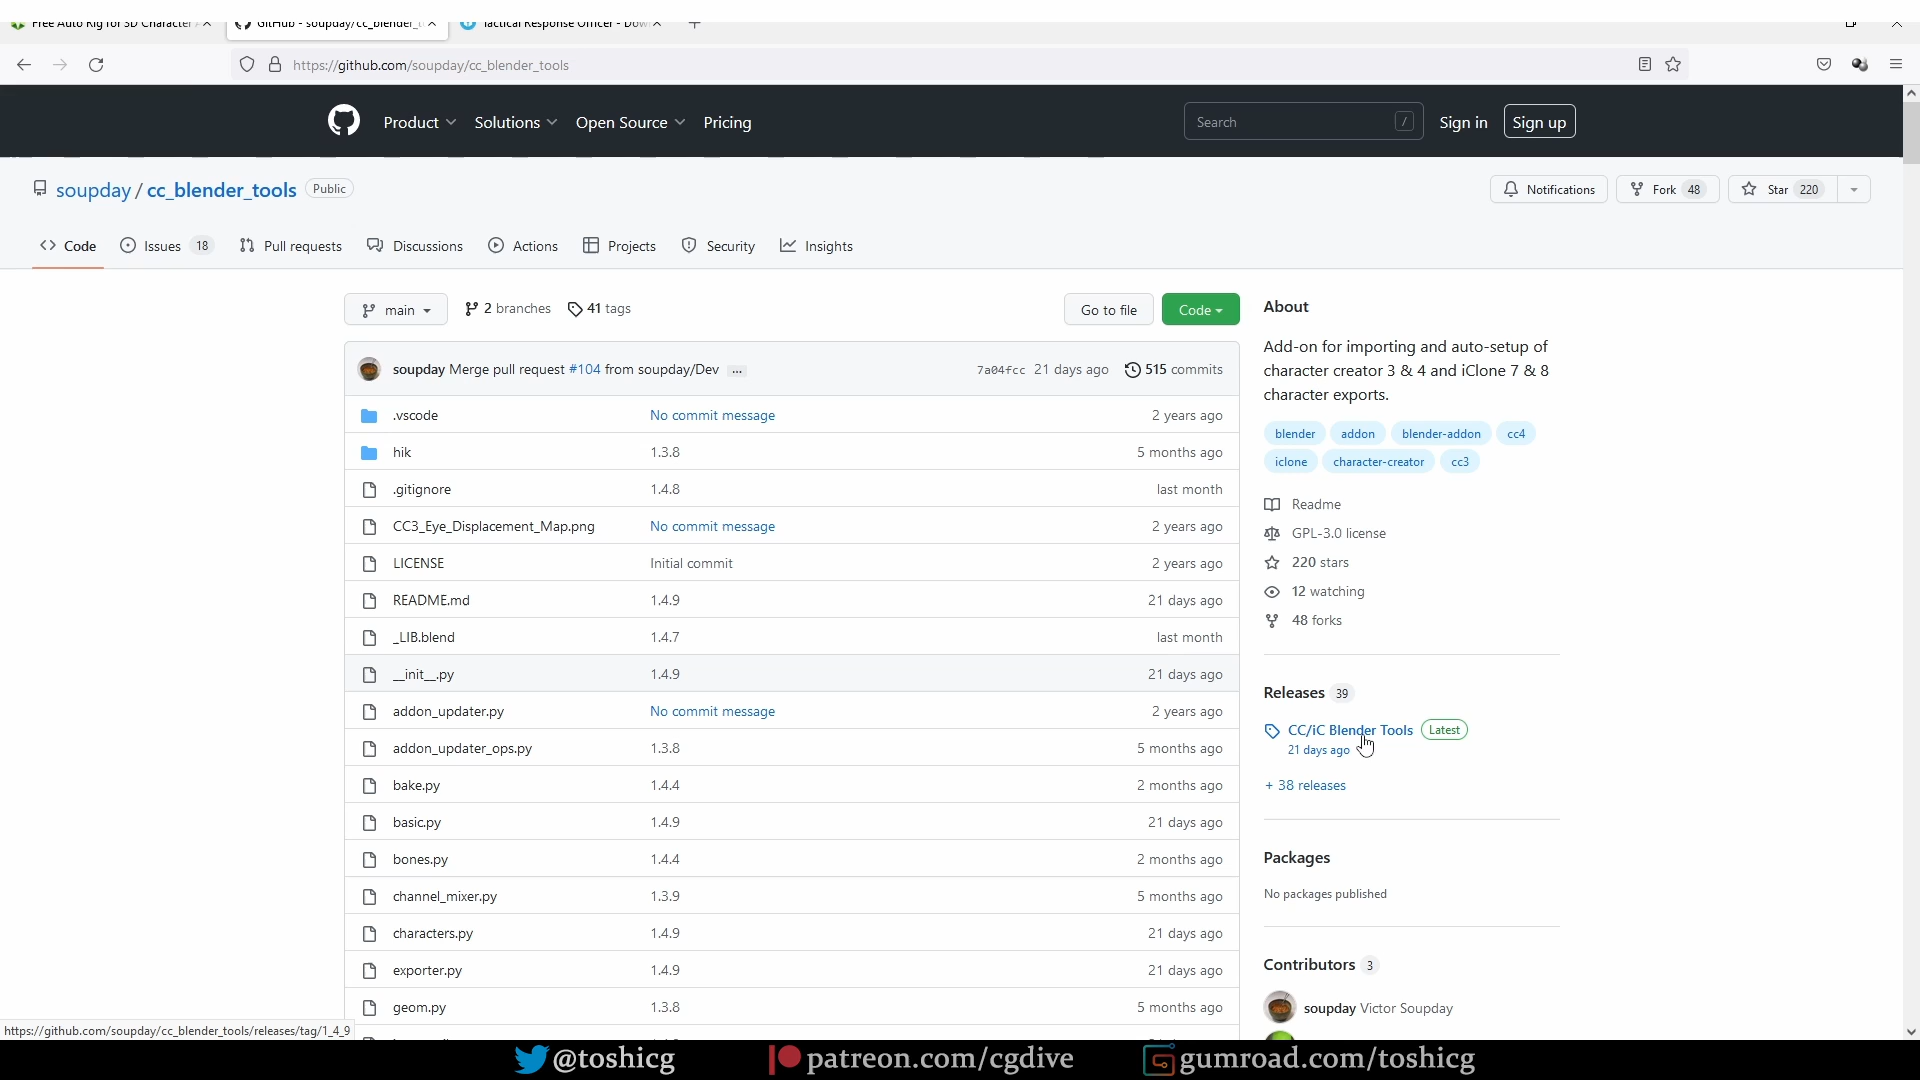 Free Auto Rig for 3D Character
GitHub - soupday/cc_blender_t
Tactical Response Officer - Dow
https://github.com/soupday/cc_blender_tools
Product
Solutions
Open Source
Pricing
Search
/
Sign in
Sign up
soupday / cc_blender_tools
Public
Notifications
Fork 48
Star 220
Code
Issues 18
Pull requests
Discussions
Actions
Projects
Security
Insights
main
2 branches
41 tags
Go to file
Code
soupday Merge pull request #104 from soupday/Dev ...
7a04fcc 21 days ago
515 commits
.vscode No commit message 2 years ago
hik 1.3.8 5 months ago
.gitignore 1.4.8 last month
CC3_Eye_Displacement_Map.png No commit message 2 years ago
LICENSE Initial commit 2 years ago
README.md 1.4.9 21 days ago
_LIB.blend 1.4.7 last month
__init__.py 1.4.9 21 days ago
addon_updater.py No commit message 2 years ago
addon_updater_ops.py 1.3.8 5 months ago
bake.py 1.4.4 2 months ago
basic.py 1.4.9 21 days ago
bones.py 1.4.4 2 months ago
channel_mixer.py 1.3.9 5 months ago
characters.py 1.4.9 21 days ago
exporter.py 1.4.9 21 days ago
geom.py 1.3.8 5 months ago
About
Add-on for importing and auto-setup of
character creator 3 & 4 and iClone 7 & 8
character exports.
blender addon blender-addon cc4
iclone character-creator cc3
Readme
GPL-3.0 license
220 stars
12 watching
48 forks
Releases 39
CC/iC Blender Tools Latest
21 days ago
+ 38 releases
Packages
No packages published
Contributors 3
soupday Victor Soupday
https://github.com/soupday/cc_blender_tools/releases/tag/1_4_9
@toshicg
patreon.com/cgdive
gumroad.com/toshicg